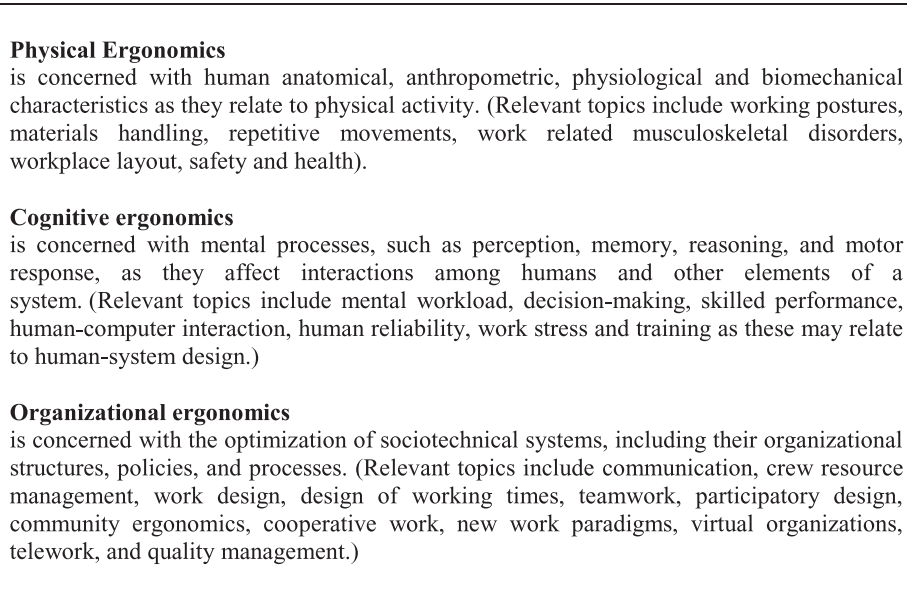 Physical Ergonomics
is concerned with human anatomical, anthropometric, physiological and biomechanical
characteristics as they relate to physical activity. (Relevant topics include working postures,
materials handling, repetitive movements, work related musculoskeletal disorders,
workplace layout, safety and health).
Cognitive ergonomics
is concerned with mental processes, such as perception, memory, reasoning, and motor
response, as they affect interactions among humans and other elements of a
system. (Relevant topics include mental workload, decision-making, skilled performance,
human-computer interaction, human reliability, work stress and training as these may relate
to human-system design.)
Organizational ergonomics
is concerned with the optimization of sociotechnical systems, including their organizational
structures, policies, and processes. (Relevant topics include communication, crew resource
management, work design, design of working times, teamwork, participatory design,
community ergonomics, cooperative work, new work paradigms, virtual organizations,
telework, and quality management.)